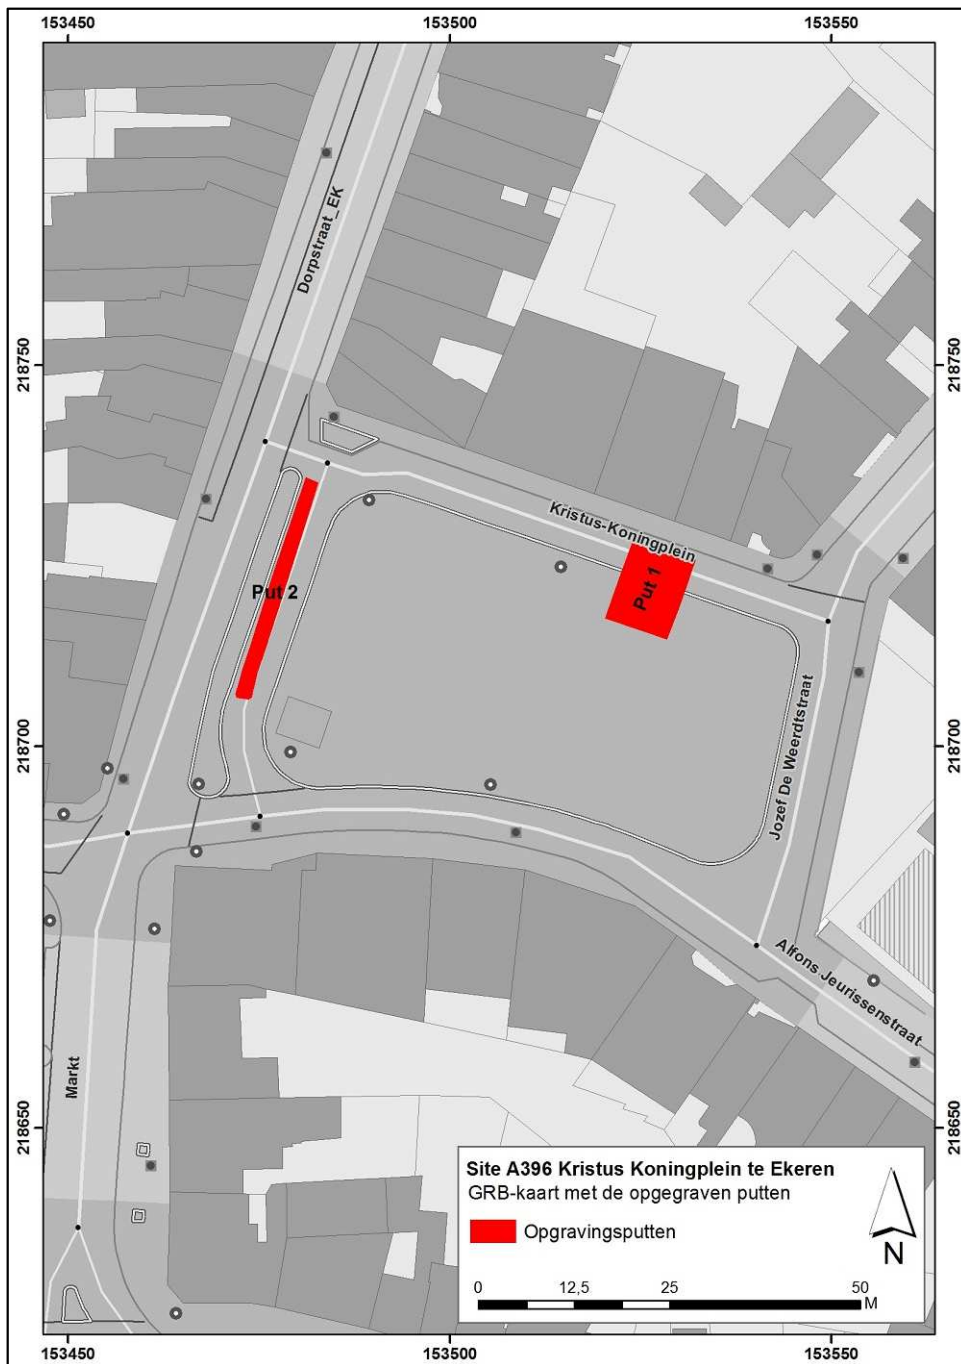 153450
153500
153550
Dorpstraat_EK
218750
218750
Kristus-Koningplein
Put 1
Put 2
Jozef De Weerdtstraat
218700
218700
Alfons Jeurissenstraat
Markt
218650
218650
Site A396 Kristus Koningplein te Ekeren
GRB-kaart met de opgegraven putten
Opgravingsputten
N
0 12,5 25 50
M
153450
153500
153550